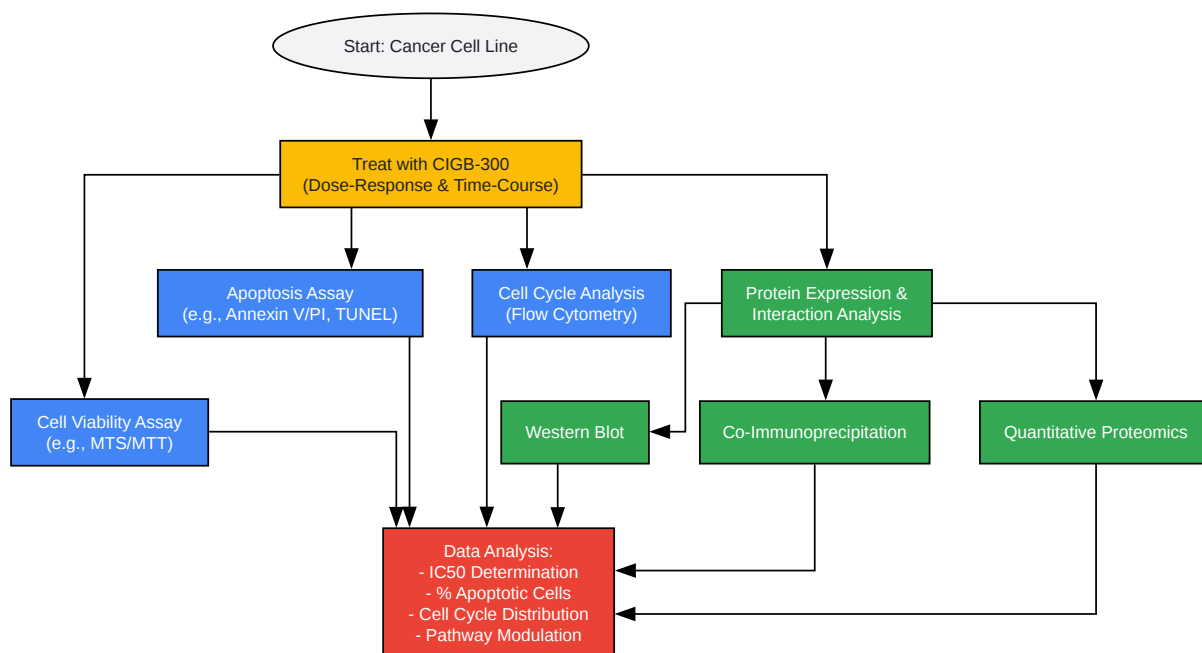 Start: Cancer Cell Line
Treat with CIGB-300
(Dose-Response & Time-Course)
Apoptosis Assay
(e.g., Annexin V/PI, TUNEL)
Cell Cycle Analysis
(Flow Cytometry)
Protein Expression &
Interaction Analysis
Cell Viability Assay
(e.g., MTS/MTT)
Western Blot
Co-Immunoprecipitation
Quantitative Proteomics
Data Analysis:
- IC50 Determination
- % Apoptotic Cells
- Cell Cycle Distribution
- Pathway Modulation